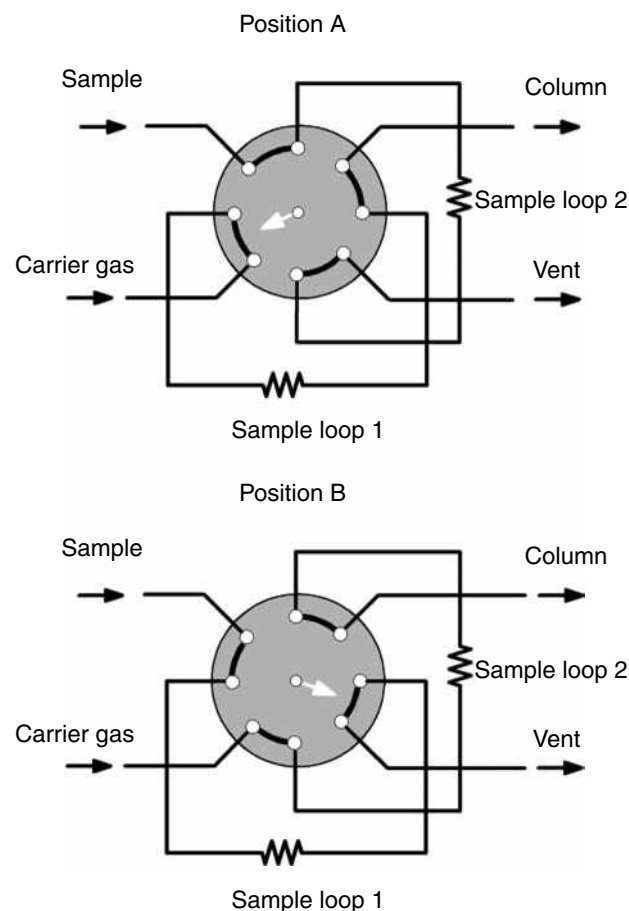 Position A
Sample
Column
Sample loop 2
Carrier gas
Vent
Sample loop 1
Position B
Sample
Column
Sample loop 2
Carrier gas
Vent
Sample loop 1